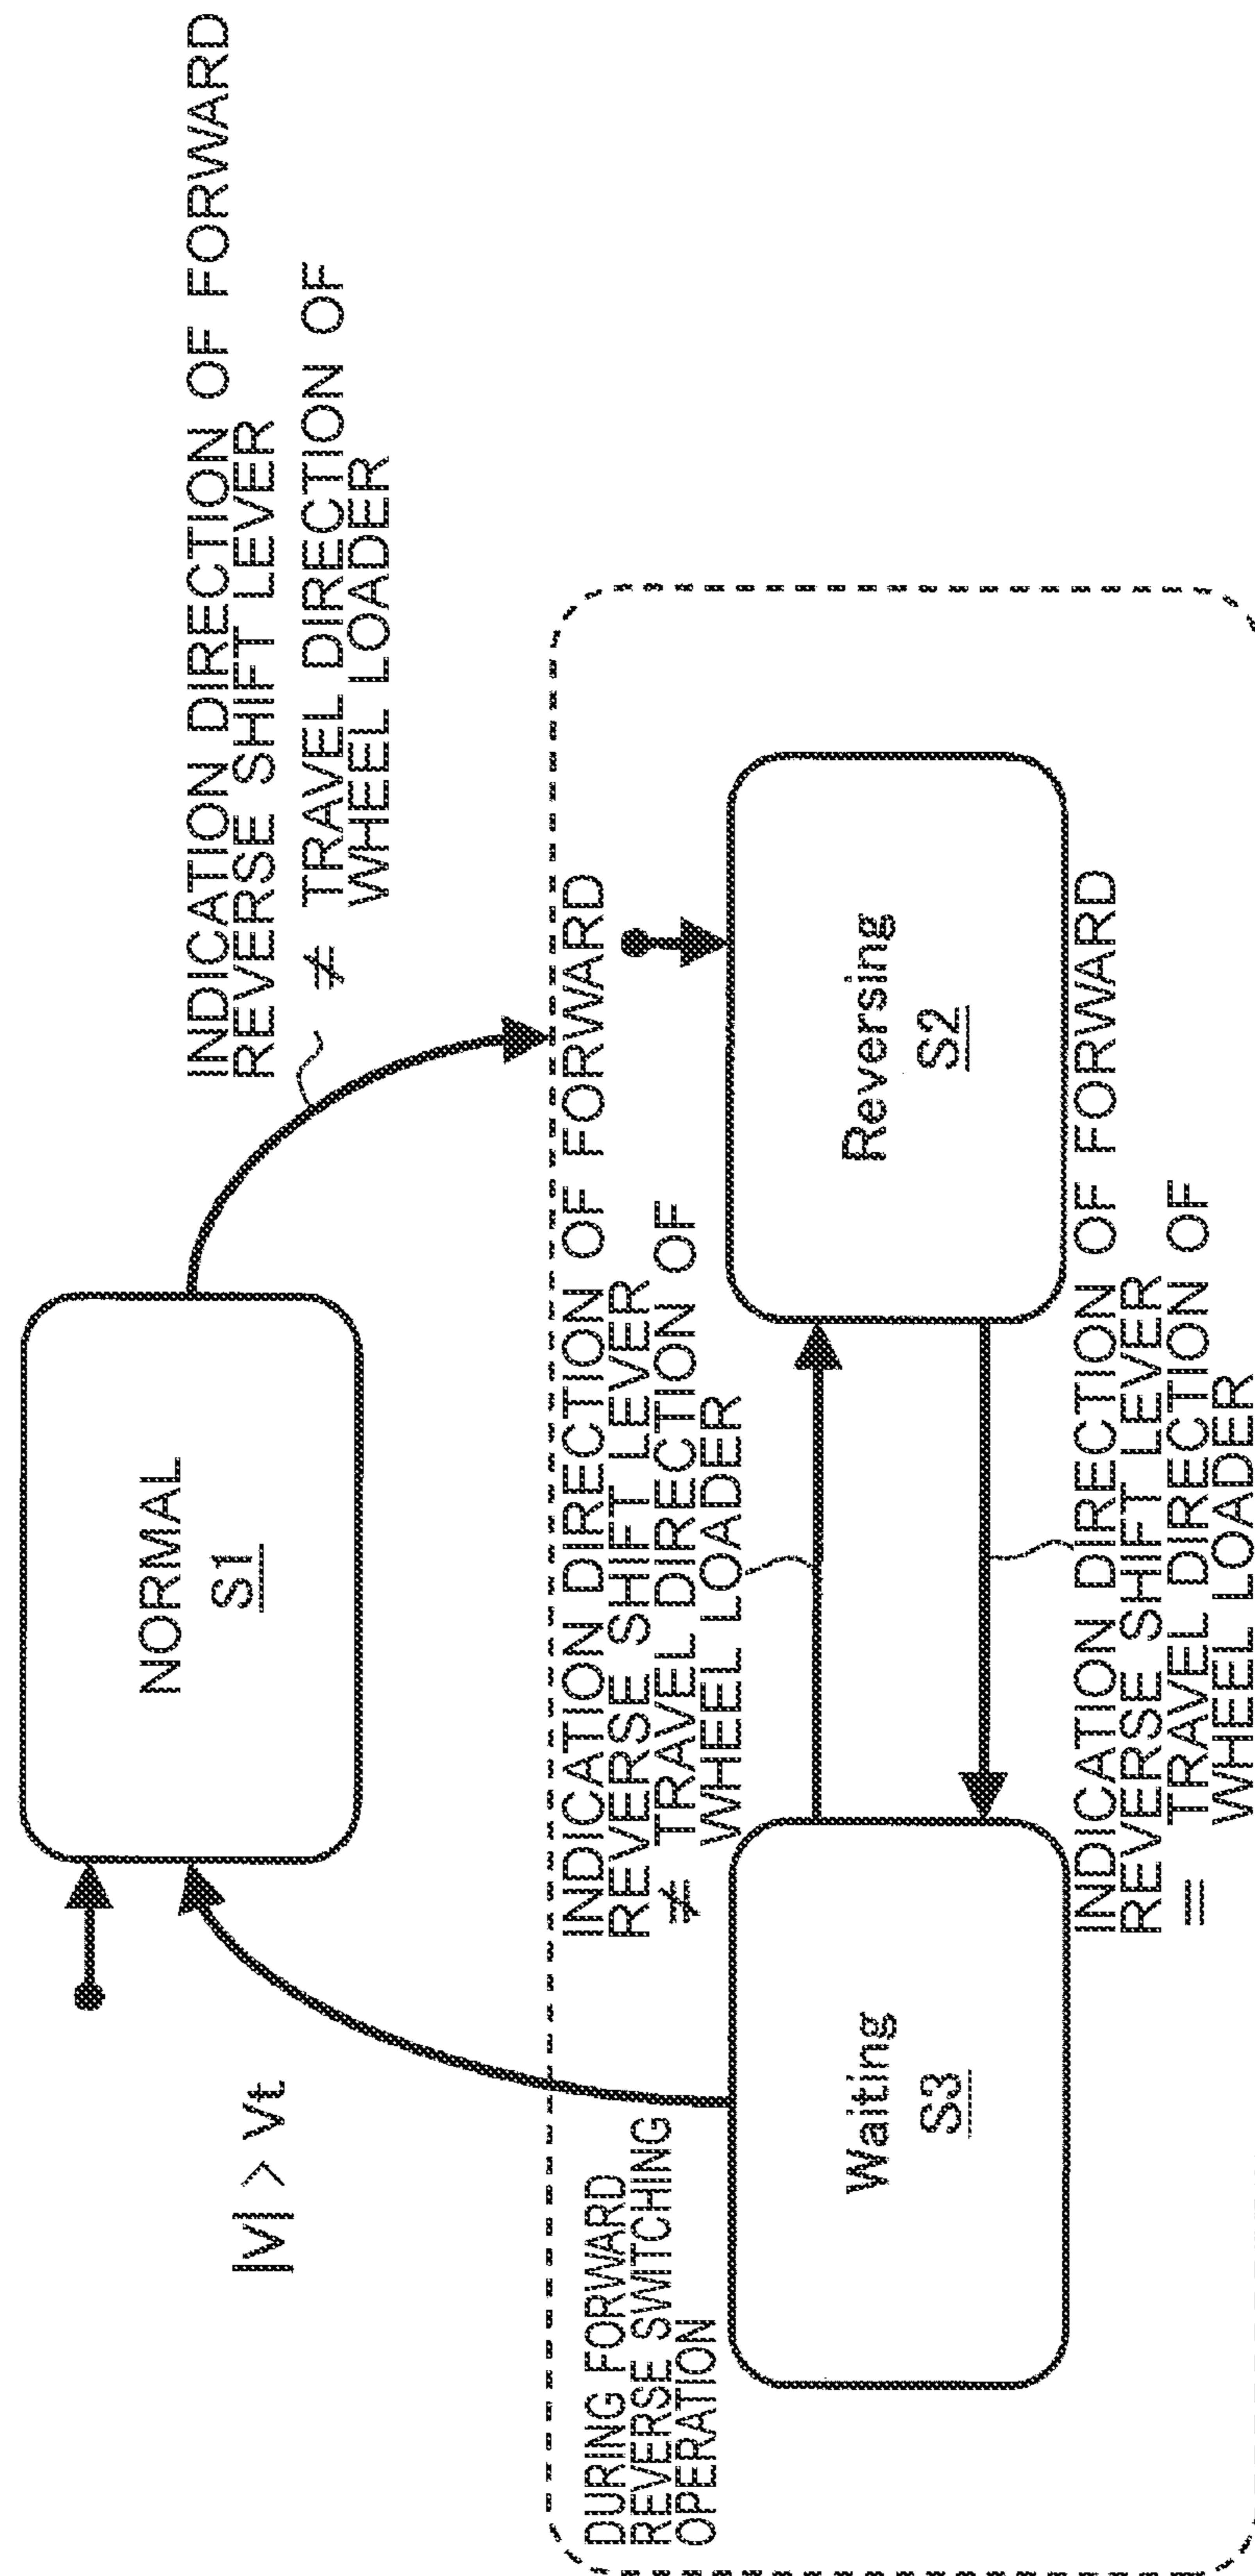 NORMAL
S1
INDICATION DIRECTION OF FORWARD
REVERSE SHIFT LEVER
≠ TRAVEL DIRECTION OF
WHEEL LOADER
|v| > Vt
DURING FORWARD
REVERSE SWITCHING
OPERATION
INDICATION DIRECTION OF FORWARD
REVERSE SHIFT LEVER
≠ TRAVEL DIRECTION OF
WHEEL LOADER
Waiting
S3
Reversing
S2
INDICATION DIRECTION OF FORWARD
REVERSE SHIFT LEVER
= TRAVEL DIRECTION OF
WHEEL LOADER